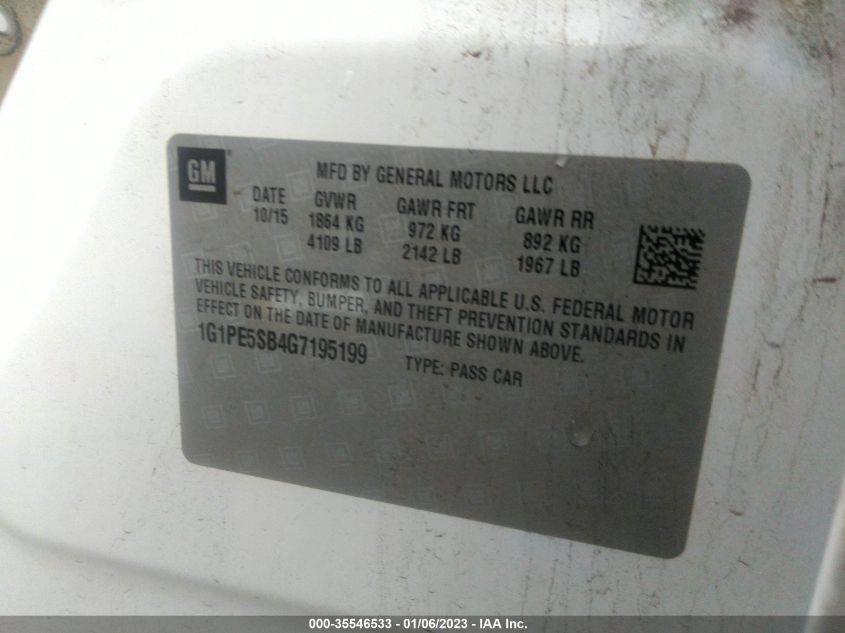 GM®
MFD BY GENERAL MOTORS LLC
DATE GVWR GAWR FRT GAWR RR
10/15 1864 KG 972 KG 892 KG
4109 LB 2142 LB 1967 LB
THIS VEHICLE CONFORMS TO ALL APPLICABLE U.S. FEDERAL MOTOR
VEHICLE SAFETY, BUMPER, AND THEFT PREVENTION STANDARDS IN
EFFECT ON THE DATE OF MANUFACTURE SHOWN ABOVE.
1G1PE5SB4G7195199 TYPE: PASS CAR
000-35546533 - 01/06/2023 - IAA Inc.